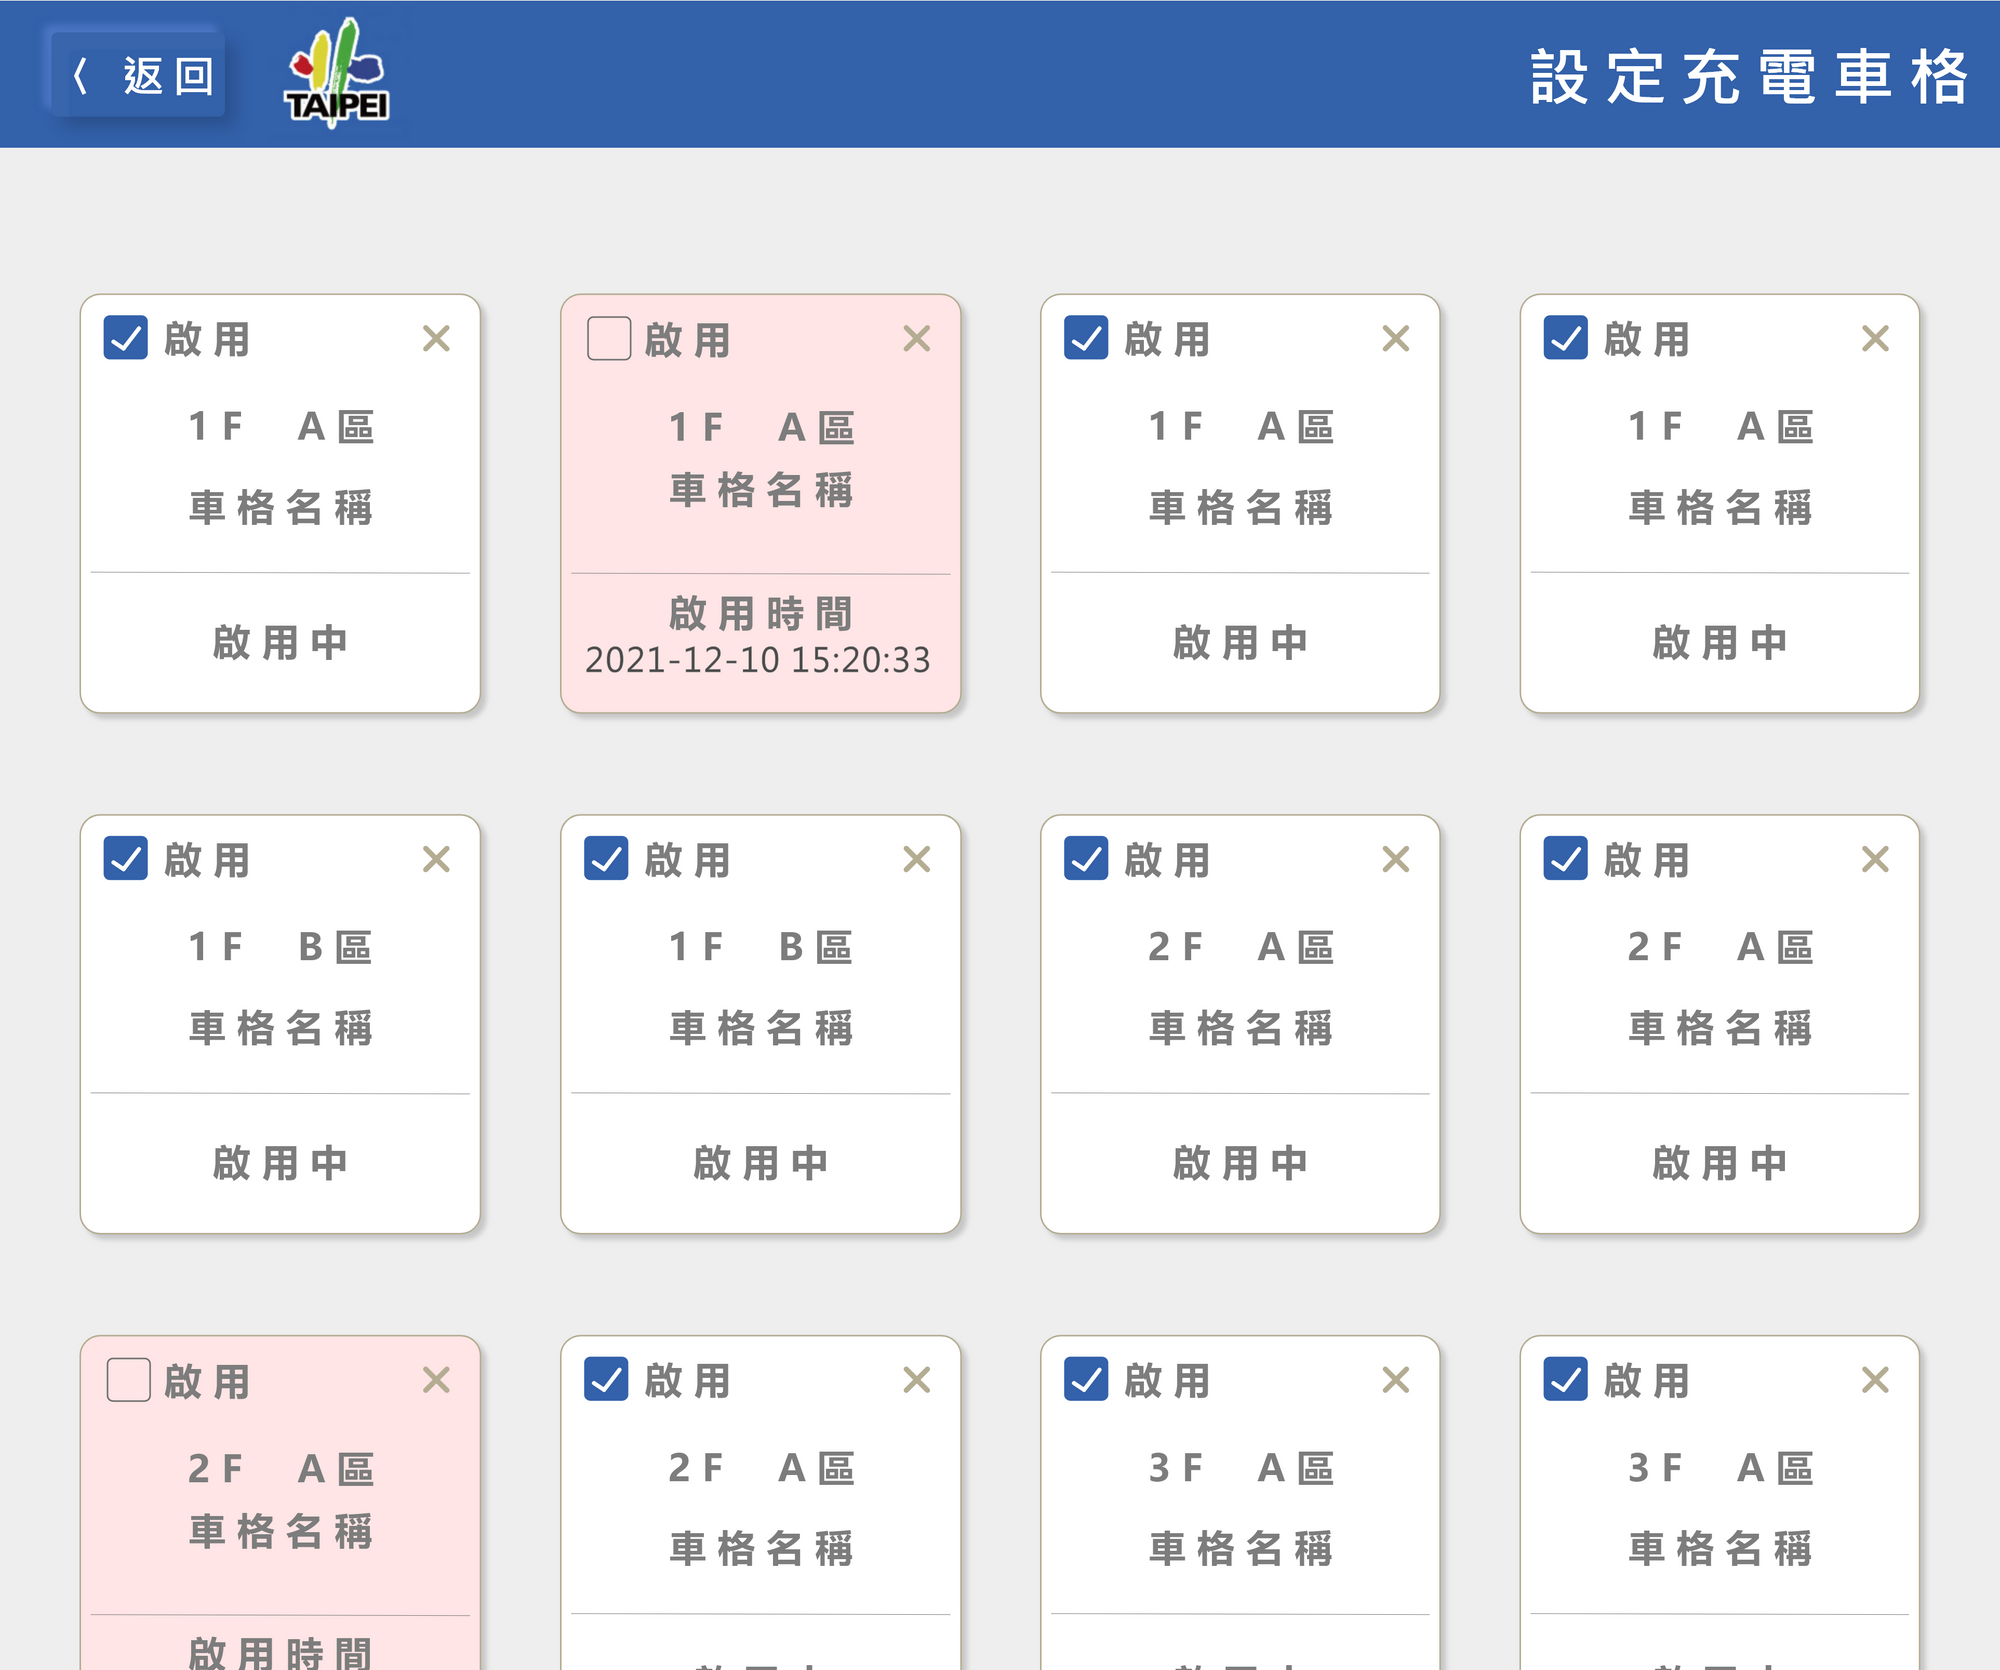 〈 返回
TAIPEI
設定充電車格
啟用
1F A區
車格名稱
啟用中
啟用
1F A區
車格名稱
啟用時間
2021-12-10 15:20:33
啟用
1F A區
車格名稱
啟用中
啟用
1F A區
車格名稱
啟用中
啟用
1F B區
車格名稱
啟用中
啟用
1F B區
車格名稱
啟用中
啟用
2F A區
車格名稱
啟用中
啟用
2F A區
車格名稱
啟用中
啟用
2F A區
車格名稱
啟用時間
啟用
2F A區
車格名稱
啟用
3F A區
車格名稱
啟用
3F A區
車格名稱